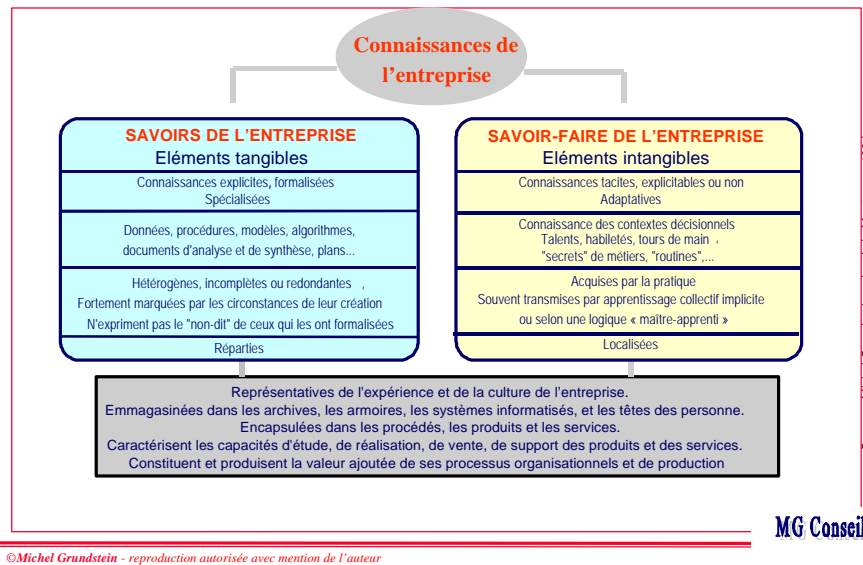 Connaissances de
l'entreprise
SAVOIRS DE L'ENTREPRISE
Eléments tangibles
Connaissances explicites, formalisées
Spécialisées
Données, procédures, modèles, algorithmes,
documents d'analyse et de synthèse, plans...
Hétérogènes, incomplètes ou redondantes ,
Fortement marquées par les circonstances de leur création
N'expriment pas le "non-dit" de ceux qui les ont formalisées
Réparties
SAVOIR-FAIRE DE L'ENTREPRISE
Eléments intangibles
Connaissances tacites, explicitables ou non
Adaptatives
Connaissance des contextes décisionnels
Talents, habiletés, tours de main ,
"secrets" de métiers, "routines",...
Acquises par la pratique
Souvent transmises par apprentissage collectif implicite
ou selon une logique « maître-apprenti »
Localisées
Représentatives de l'expérience et de la culture de l'entreprise.
Emmagasinées dans les archives, les armoires, les systèmes informatisés, et les têtes des personne.
Encapsulées dans les procédés, les produits et les services.
Caractérisent les capacités d'étude, de réalisation, de vente, de support des produits et des services.
Constituent et produisent la valeur ajoutée de ses processus organisationnels et de production
MG Conseil
©Michel Grundstein - reproduction autorisée avec mention de l'auteur